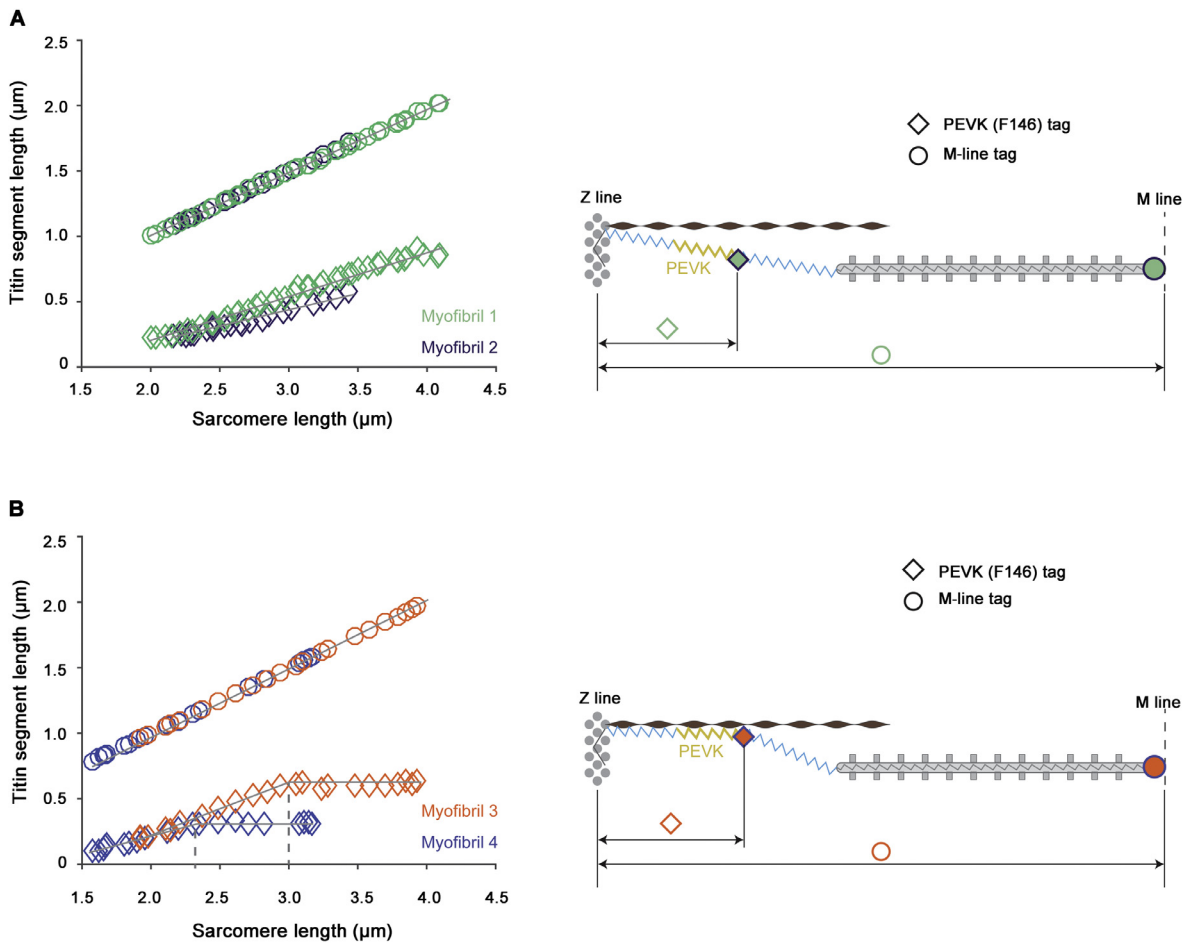 A
Titin segment length (µm)
2.5
2.0
1.5
1.0
0.5
0
1.5 2.0 2.5 3.0 3.5 4.0 4.5
Sarcomere length (µm)
Myofibril 1
Myofibril 2
PEVK (F146) tag
M-line tag
Z line
M line
PEVK
B
Titin segment length (µm)
2.5
2.0
1.5
1.0
0.5
0
1.5 2.0 2.5 3.0 3.5 4.0 4.5
Sarcomere length (µm)
Myofibril 3
Myofibril 4
PEVK (F146) tag
M-line tag
Z line
M line
PEVK